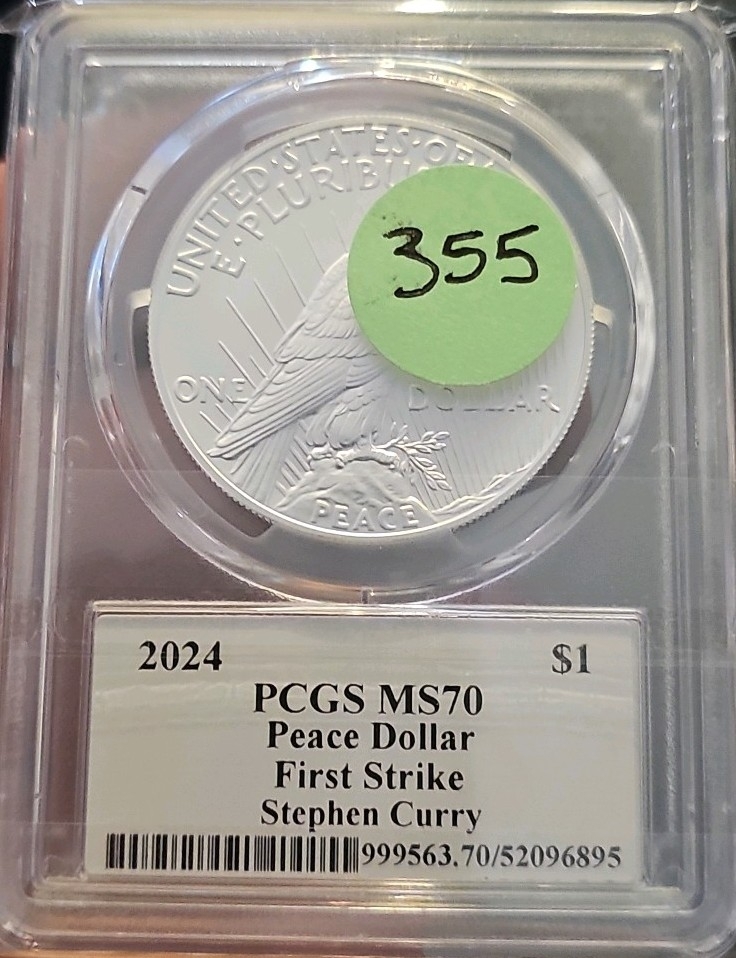 UNITED·STATES·OF
E·PLURIBU
355
ONE DOLLAR
PEACE
2024 $1
PCGS MS70
Peace Dollar
First Strike
Stephen Curry
999563.70/52096895